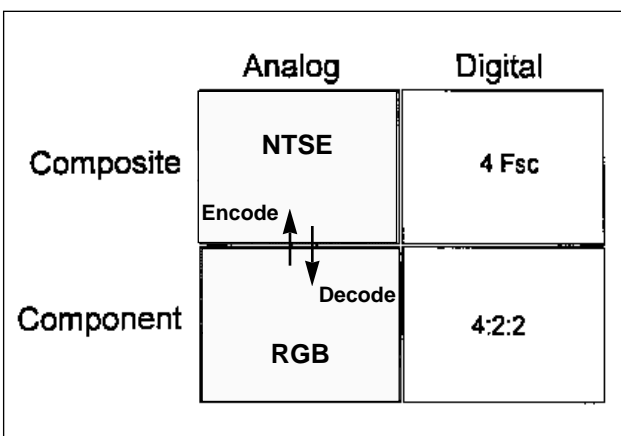 Analog Digital
Composite NTSE 4 Fsc
Encode
Decode
Component RGB 4:2:2